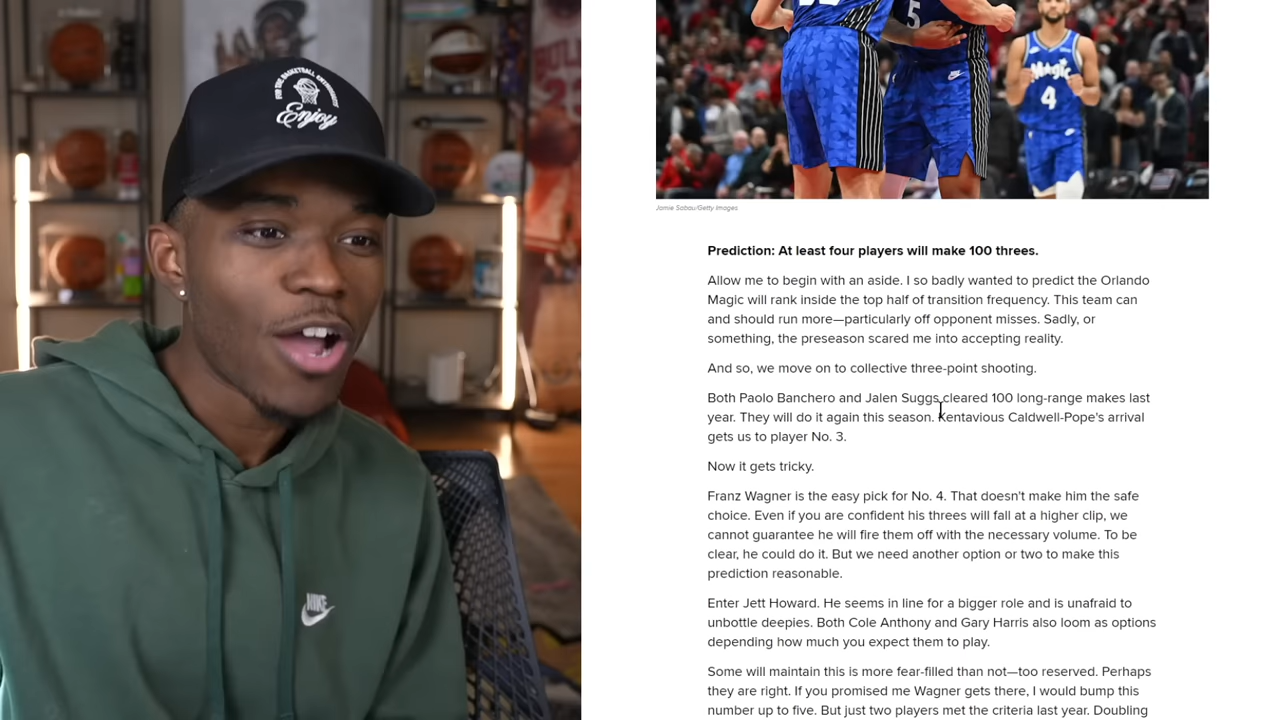 FOR THE BASKETBALL ENTHUSIASTS
Enjoy
NIKE
5
Magic
4
Jamie Sabau/Getty Images
Prediction: At least four players will make 100 threes.
Allow me to begin with an aside. I so badly wanted to predict the Orlando
Magic will rank inside the top half of transition frequency. This team can
and should run more—particularly off opponent misses. Sadly, or
something, the preseason scared me into accepting reality.
And so, we move on to collective three-point shooting.
Both Paolo Banchero and Jalen Suggs cleared 100 long-range makes last
year. They will do it again this season. Kentavious Caldwell-Pope's arrival
gets us to player No. 3.
Now it gets tricky.
Franz Wagner is the easy pick for No. 4. That doesn't make him the safe
choice. Even if you are confident his threes will fall at a higher clip, we
cannot guarantee he will fire them off with the necessary volume. To be
clear, he could do it. But we need another option or two to make this
prediction reasonable.
Enter Jett Howard. He seems in line for a bigger role and is unafraid to
unbottle deepies. Both Cole Anthony and Gary Harris also loom as options
depending how much you expect them to play.
Some will maintain this is more fear-filled than not—too reserved. Perhaps
they are right. If you promised me Wagner gets there, I would bump this
number up to five. But just two players met the criteria last year. Doubling